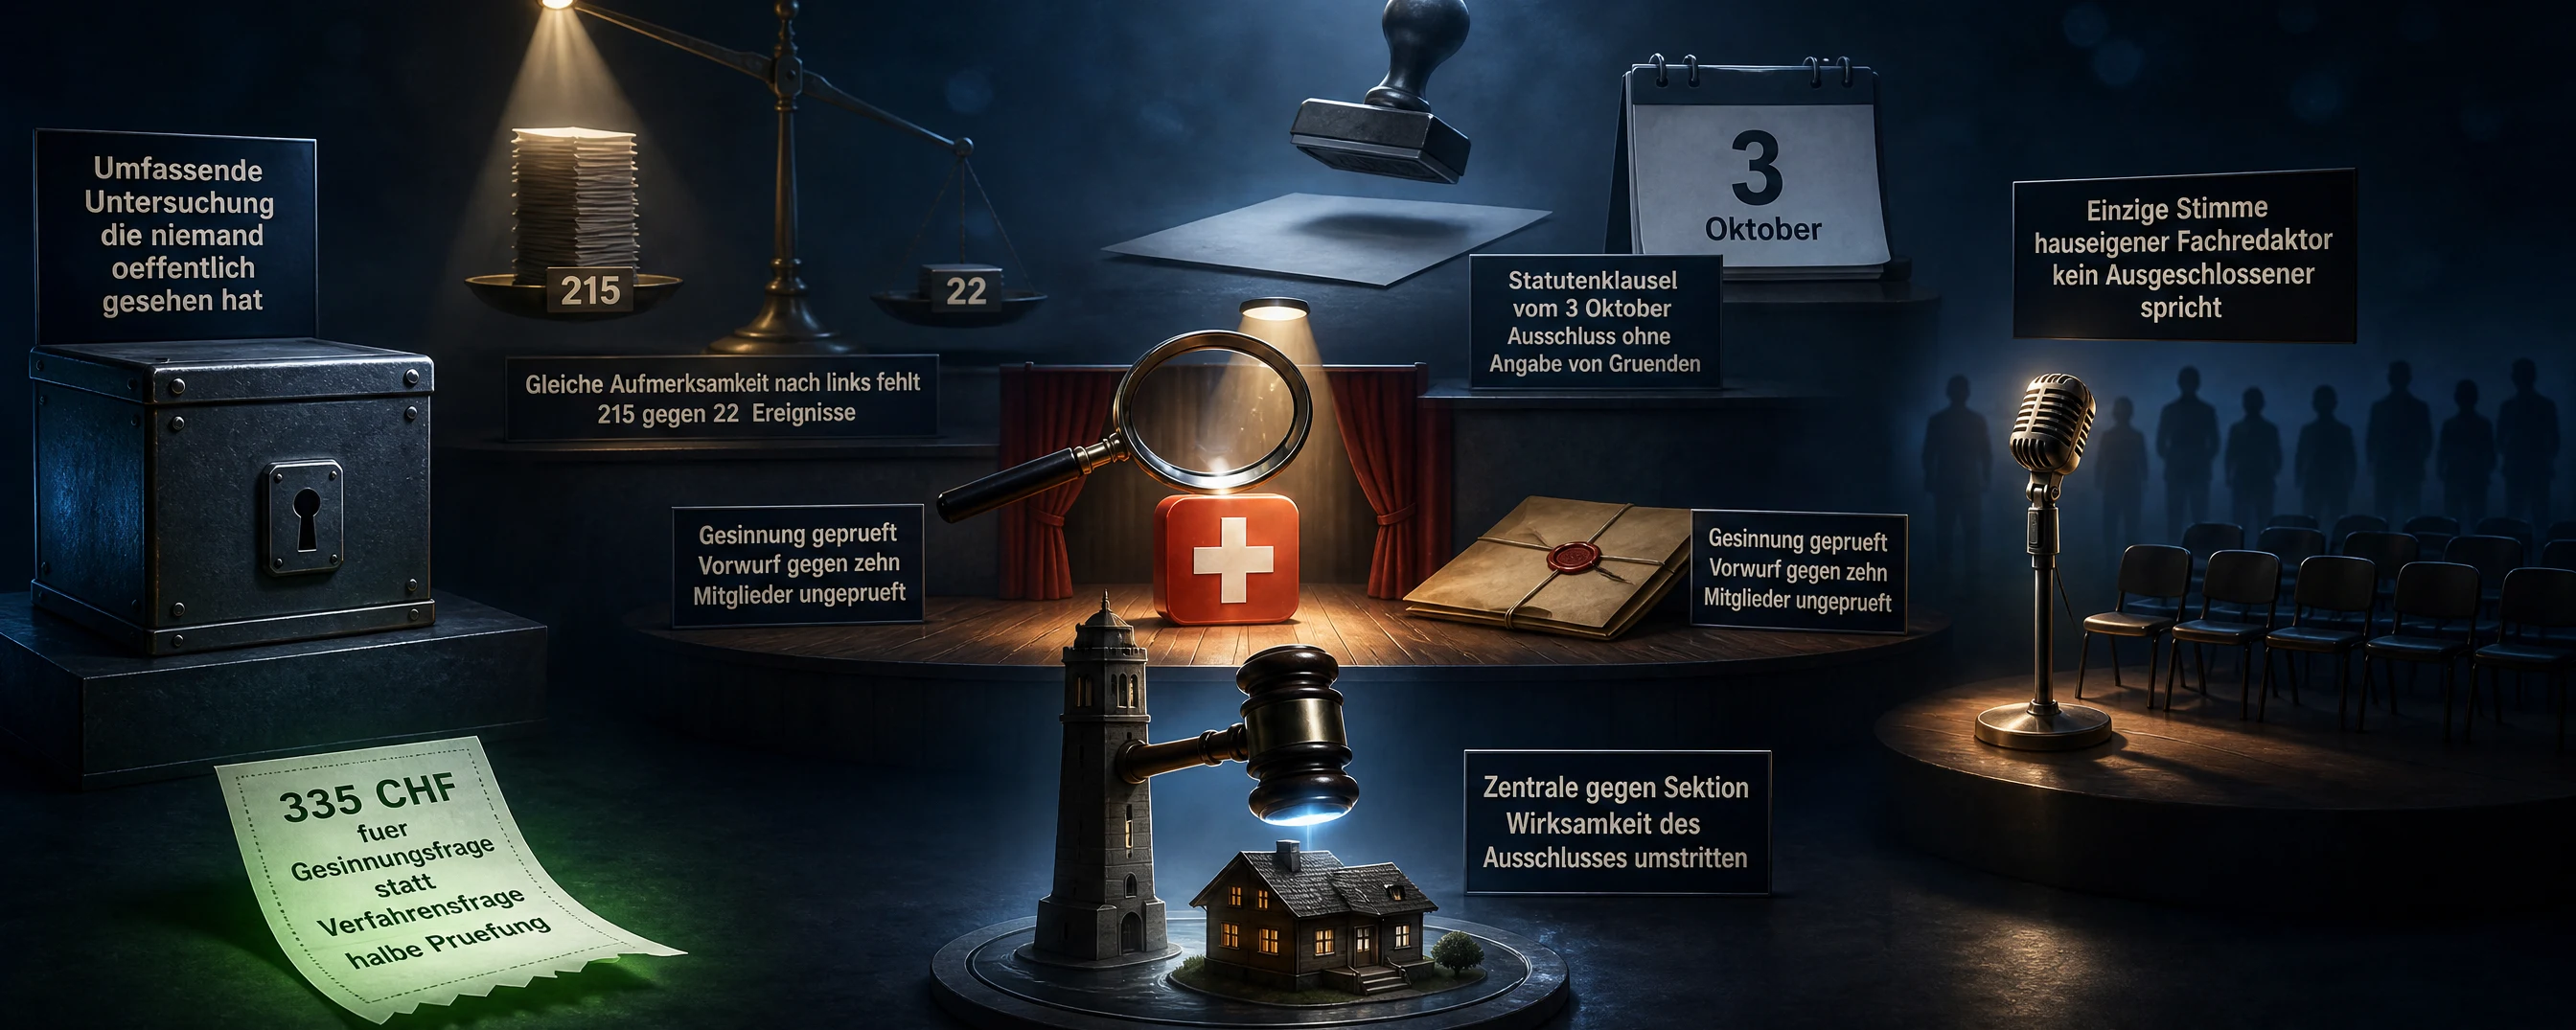 Umfassende
Untersuchung
die niemand
oeffentlich
gesehen hat
215
22
Gleiche Aufmerksamkeit nach links fehlt
215 gegen 22 Ereignisse
3
Oktober
Statutenklausel
vom 3 Oktober
Ausschluss ohne
Angabe von Gruenden
Einzige Stimme
hauseigener Fachredaktor
kein Ausgeschlossener
spricht
Gesinnung geprueft
Vorwurf gegen zehn
Mitglieder ungeprueft
Gesinnung geprueft
Vorwurf gegen zehn
Mitglieder ungeprueft
335 CHF
fuer
Gesinnungsfrage
statt
Verfahrensfrage
halbe Pruefung
Zentrale gegen Sektion
Wirksamkeit des
Ausschlusses umstritten